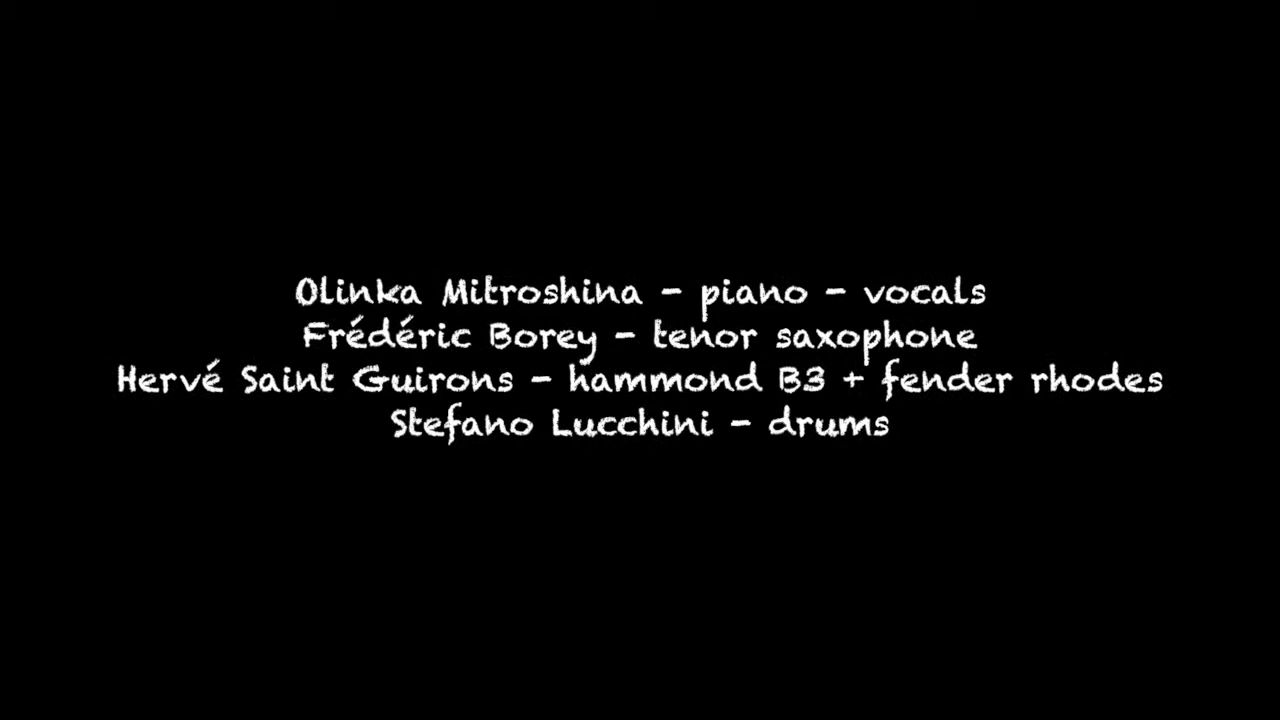 Olinka Mitroshina - piano - vocals
Frédéric Borey - tenor saxophone
Hervé Saint Guirons - hammond B3 + fender rhodes
Stefano Lucchini - drums